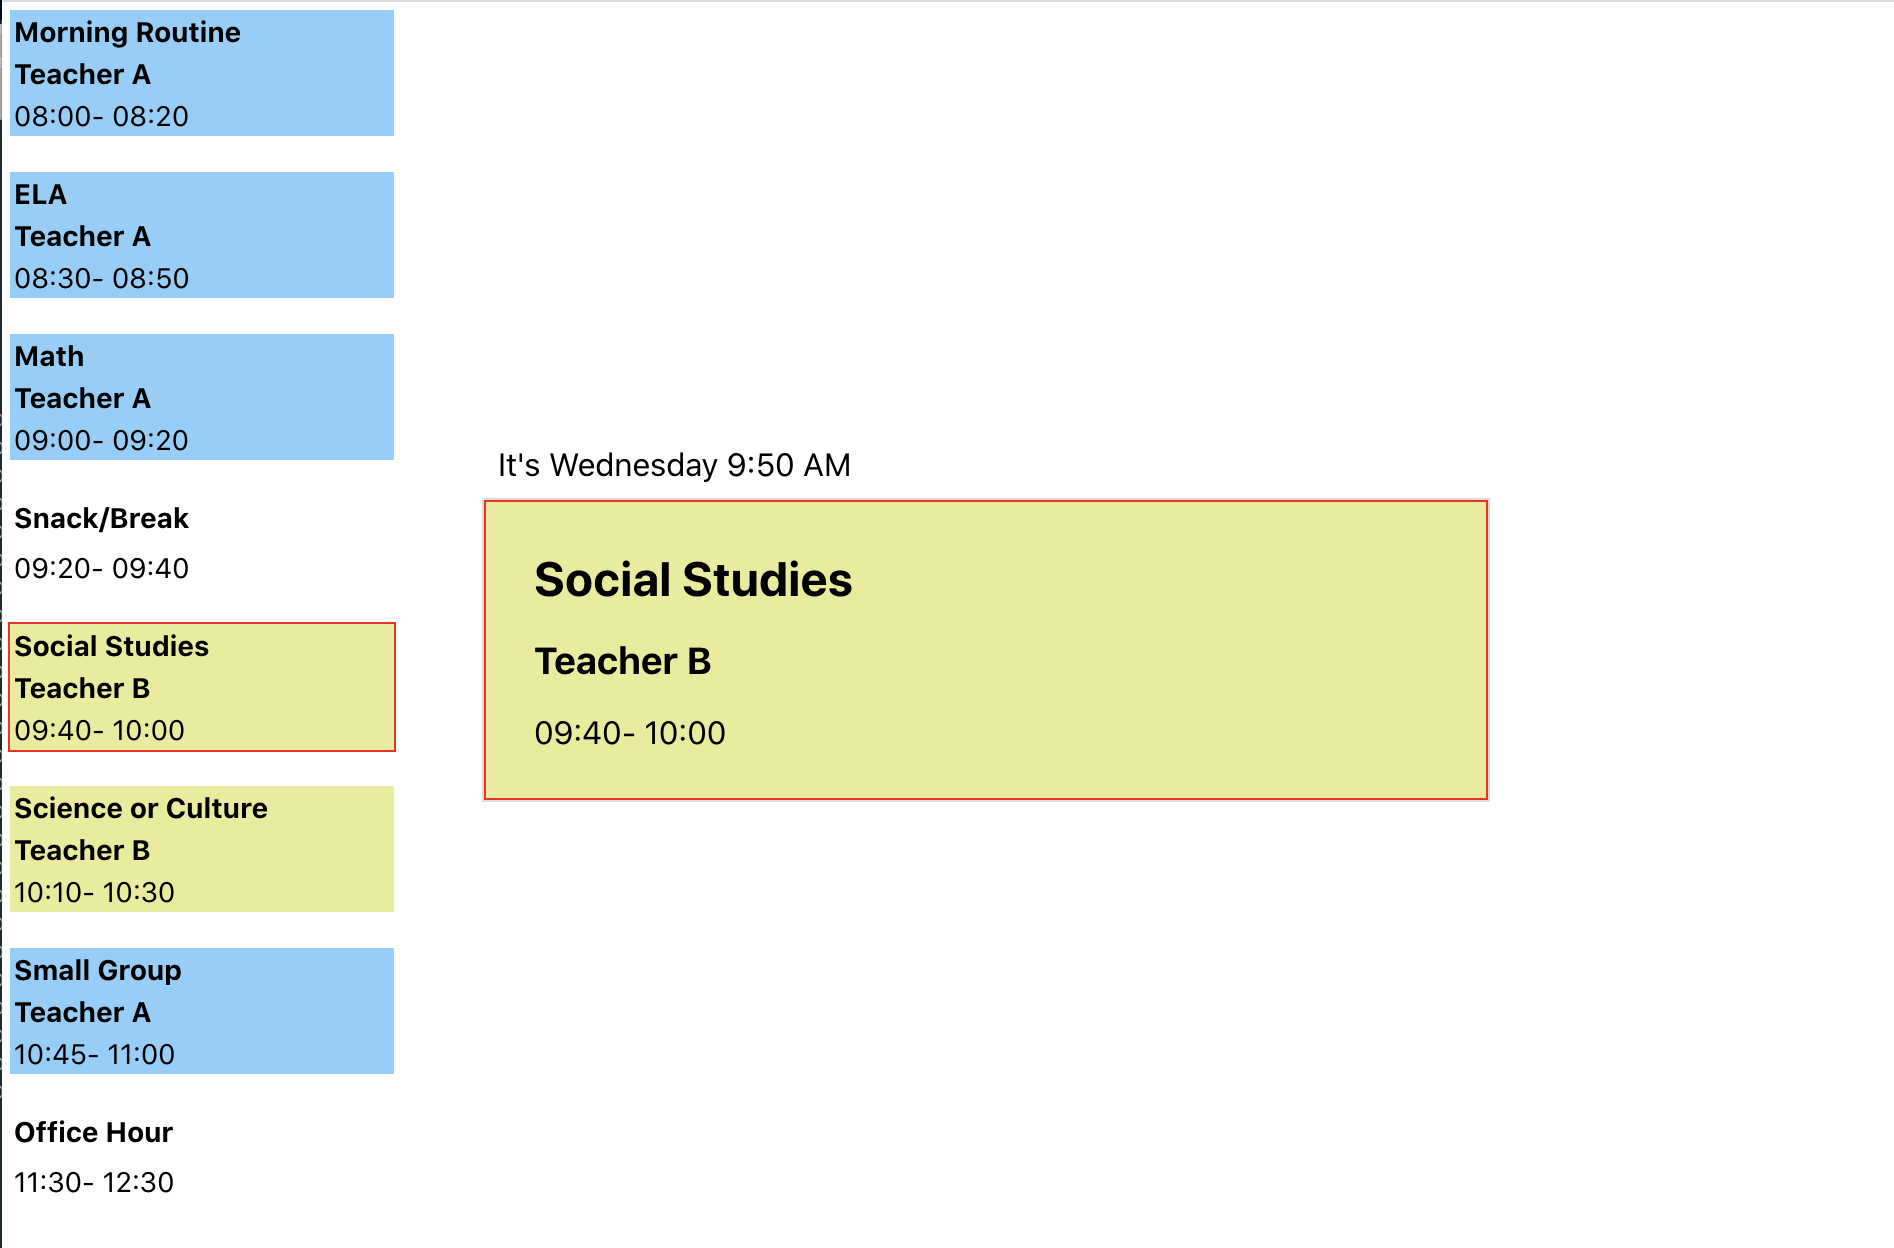 Morning Routine
Teacher A
08:00- 08:20
ELA
Teacher A
08:30- 08:50
Math
Teacher A
09:00- 09:20
Snack/Break
09:20- 09:40
Social Studies
Teacher B
09:40- 10:00
Science or Culture
Teacher B
10:10- 10:30
Small Group
Teacher A
10:45- 11:00
Office Hour
11:30- 12:30
It's Wednesday 9:50 AM
Social Studies
Teacher B
09:40- 10:00